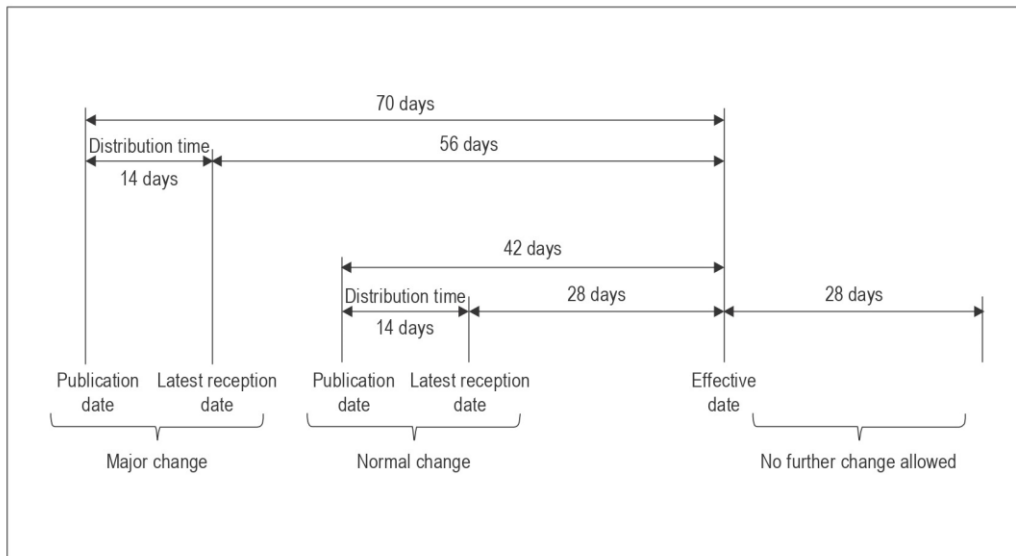 70 days
Distribution time
56 days
14 days
42 days
Distribution time
28 days
28 days
14 days
Publication
date
Latest reception
date
Publication
date
Latest reception
date
Effective
date
Major change
Normal change
No further change allowed